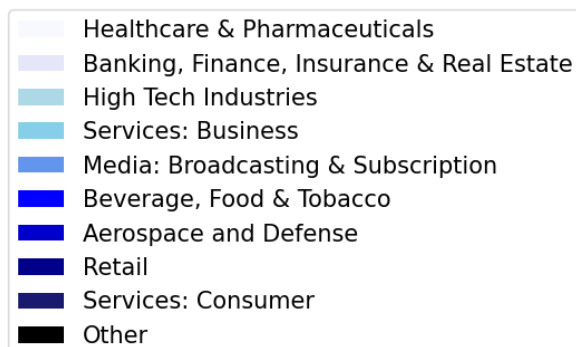 Healthcare & Pharmaceuticals
Banking, Finance, Insurance & Real Estate
High Tech Industries
Services: Business
Media: Broadcasting & Subscription
Beverage, Food & Tobacco
Aerospace and Defense
Retail
Services: Consumer
Other